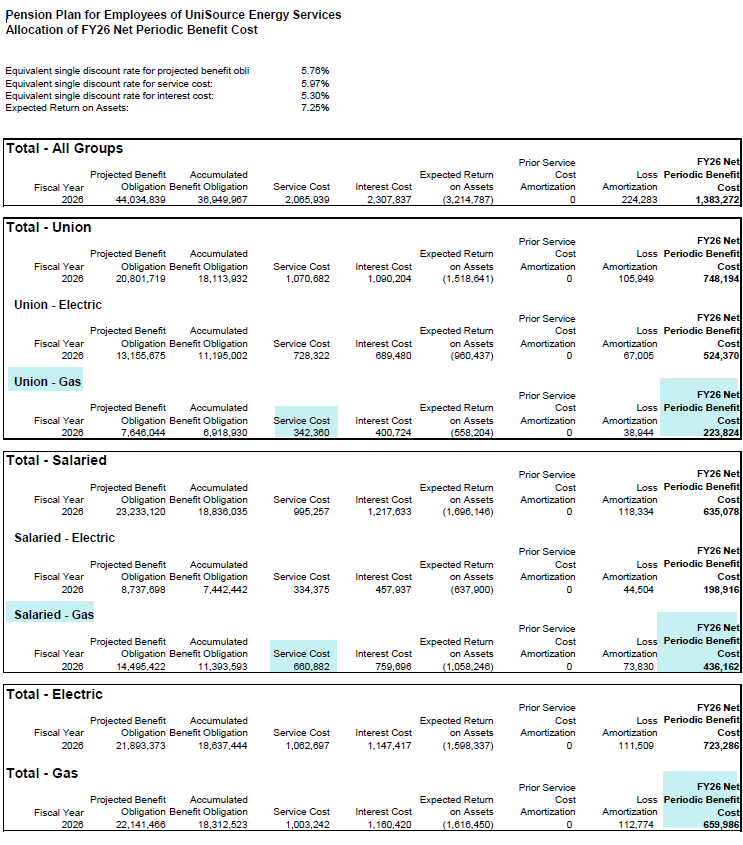 Pension Plan for Employees of UniSource Energy Services
Allocation of FY26 Net Periodic Benefit Cost
Equivalent single discount rate for projected benefit obli 5.76%
Equivalent single discount rate for service cost: 5.97%
Equivalent single discount rate for interest cost: 5.30%
Expected Return on Assets: 7.25%
Total - All Groups
Prior Service FY26 Net
Projected Benefit Accumulated Expected Return Cost Loss Periodic Benefit
Fiscal Year Obligation Benefit Obligation Service Cost Interest Cost on Assets Amortization Amortization Cost
2026 44,034,839 36,949,967 2,065,939 2,307,837 (3,214,787) 0 224,283 1,383,272
Total - Union
Prior Service FY26 Net
Projected Benefit Accumulated Expected Return Cost Loss Periodic Benefit
Fiscal Year Obligation Benefit Obligation Service Cost Interest Cost on Assets Amortization Amortization Cost
2026 20,801,719 18,113,932 1,070,682 1,090,204 (1,518,641) 0 105,949 748,194
Union - Electric
Prior Service FY26 Net
Projected Benefit Accumulated Expected Return Cost Loss Periodic Benefit
Fiscal Year Obligation Benefit Obligation Service Cost Interest Cost on Assets Amortization Amortization Cost
2026 13,155,675 11,195,002 728,322 689,480 (960,437) 0 67,005 524,370
Union - Gas
Prior Service FY26 Net
Projected Benefit Accumulated Expected Return Cost Loss Periodic Benefit
Fiscal Year Obligation Benefit Obligation Service Cost Interest Cost on Assets Amortization Amortization Cost
2026 7,646,044 6,918,930 342,360 400,724 (558,204) 0 38,944 223,824
Total - Salaried
Prior Service FY26 Net
Projected Benefit Accumulated Expected Return Cost Loss Periodic Benefit
Fiscal Year Obligation Benefit Obligation Service Cost Interest Cost on Assets Amortization Amortization Cost
2026 23,233,120 18,836,035 995,257 1,217,633 (1,696,146) 0 118,334 635,078
Salaried - Electric
Prior Service FY26 Net
Projected Benefit Accumulated Expected Return Cost Loss Periodic Benefit
Fiscal Year Obligation Benefit Obligation Service Cost Interest Cost on Assets Amortization Amortization Cost
2026 8,737,698 7,442,442 334,375 457,937 (637,900) 0 44,504 198,916
Salaried - Gas
Prior Service FY26 Net
Projected Benefit Accumulated Expected Return Cost Loss Periodic Benefit
Fiscal Year Obligation Benefit Obligation Service Cost Interest Cost on Assets Amortization Amortization Cost
2026 14,495,422 11,393,593 660,882 759,696 (1,058,246) 0 73,830 436,162
Total - Electric
Prior Service FY26 Net
Projected Benefit Accumulated Expected Return Cost Loss Periodic Benefit
Fiscal Year Obligation Benefit Obligation Service Cost Interest Cost on Assets Amortization Amortization Cost
2026 21,893,373 18,637,444 1,062,697 1,147,417 (1,598,337) 0 111,509 723,286
Total - Gas
Prior Service FY26 Net
Projected Benefit Accumulated Expected Return Cost Loss Periodic Benefit
Fiscal Year Obligation Benefit Obligation Service Cost Interest Cost on Assets Amortization Amortization Cost
2026 22,141,466 18,312,523 1,003,242 1,160,420 (1,616,450) 0 112,774 659,986